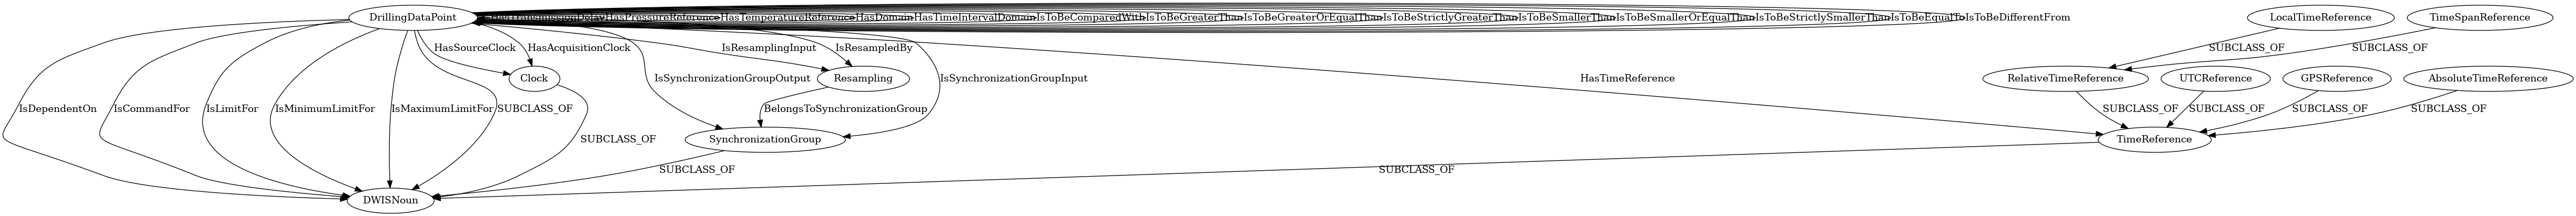 DrillingDataPoint
HasTransmissionDelay
HasPressureReference
HasTemperatureReference
HasDomain
HasTimeIntervalDomain
IsToBeComparedWith
IsToBeGreaterThan
IsToBeGreaterOrEqualThan
IsToBeStrictlyGreaterThan
IsToBeSmallerThan
IsToBeSmallerOrEqualThan
IsToBeStrictlySmallerThan
IsToBeEqualTo
IsToBeDifferentFrom
LocalTimeReference
TimeSpanReference
HasSourceClock
HasAcquisitionClock
IsResamplingInput
IsResampledBy
SUBCLASS_OF
SUBCLASS_OF
Clock
IsSynchronizationGroupOutput
Resampling
IsSynchronizationGroupInput
HasTimeReference
RelativeTimeReference
UTCReference
GPSReference
AbsoluteTimeReference
IsDependentOn
IsCommandFor
IsLimitFor
IsMinimumLimitFor
IsMaximumLimitFor
SUBCLASS_OF
BelongsToSynchronizationGroup
SUBCLASS_OF
SUBCLASS_OF
SUBCLASS_OF
SUBCLASS_OF
SUBCLASS_OF
SynchronizationGroup
TimeReference
SUBCLASS_OF
SUBCLASS_OF
DWISNoun